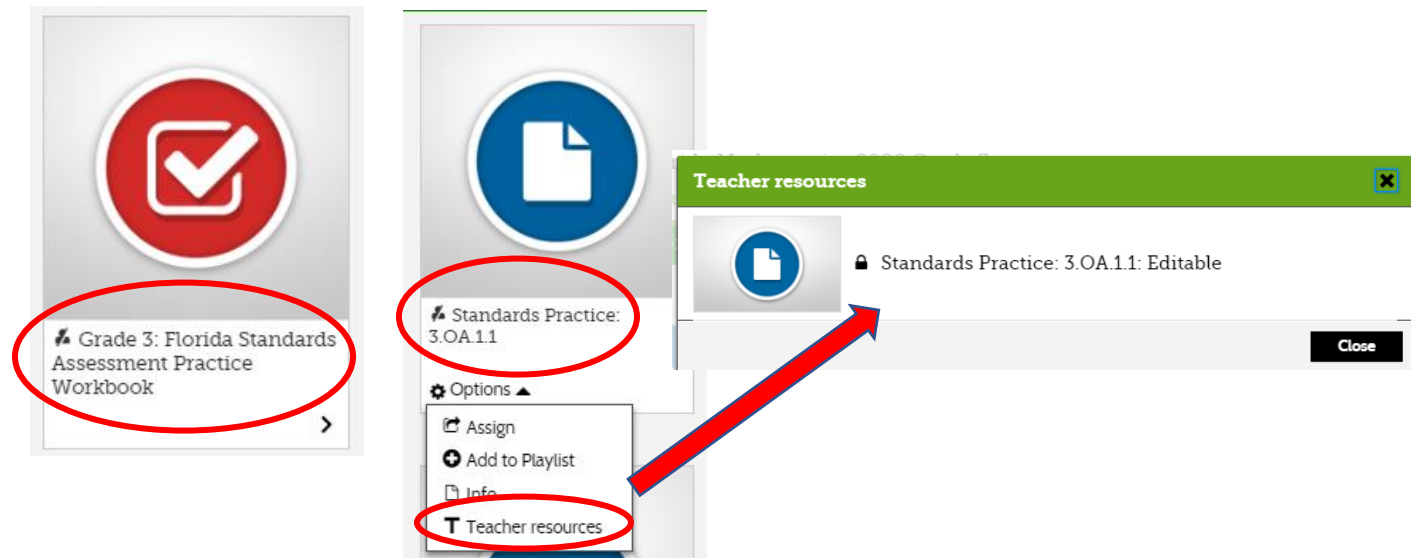 Grade 3: Florida Standards
Assessment Practice
Workbook
Standards Practice:
3.OA.1.1
Options
Assign
Add to Playlist
Info
T Teacher resources
Teacher resources
Standards Practice: 3.OA.1.1: Editable
Close